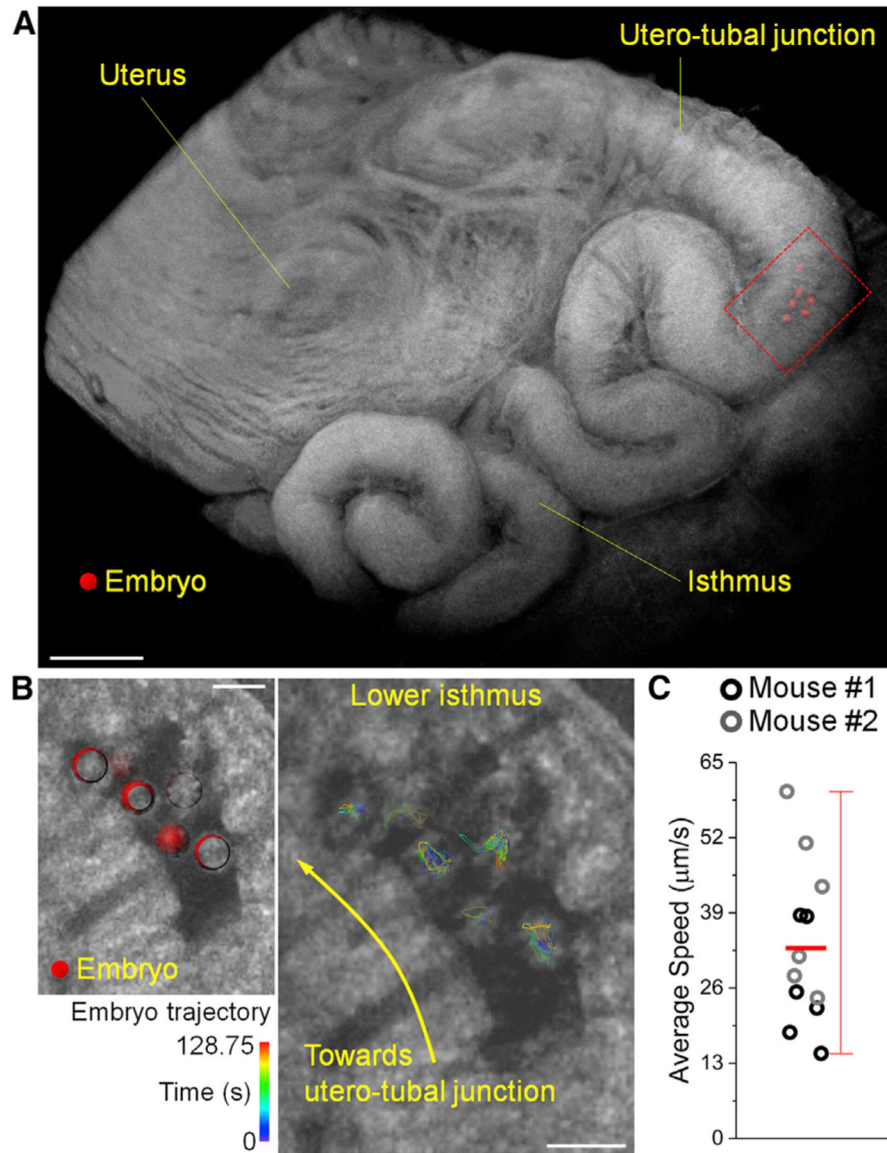 A
Utero-tubal junction
Uterus
Embryo
Isthmus
B
Lower isthmus
Embryo
Embryo trajectory
128.75
Time (s)
0
Towards
utero-tubal junction
C
Mouse #1
Mouse #2
Average Speed (μm/s)
65
52
39
26
13
0